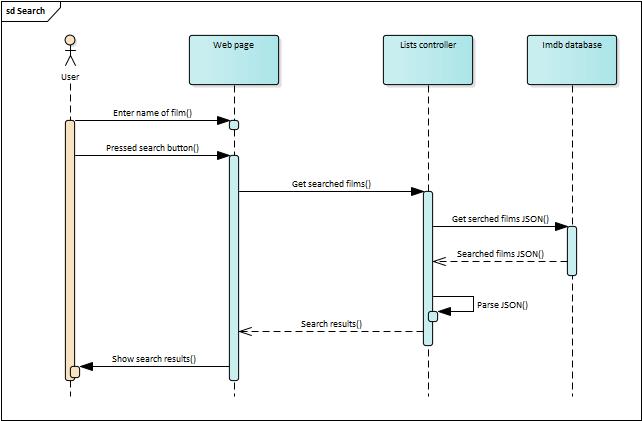 sd Search
User
Web page
Lists controller
Imdb database
Enter name of film()
Pressed search button()
Get searched films()
Get serched films JSON()
Searched films JSON()
Parse JSON()
Search results()
Show search results()